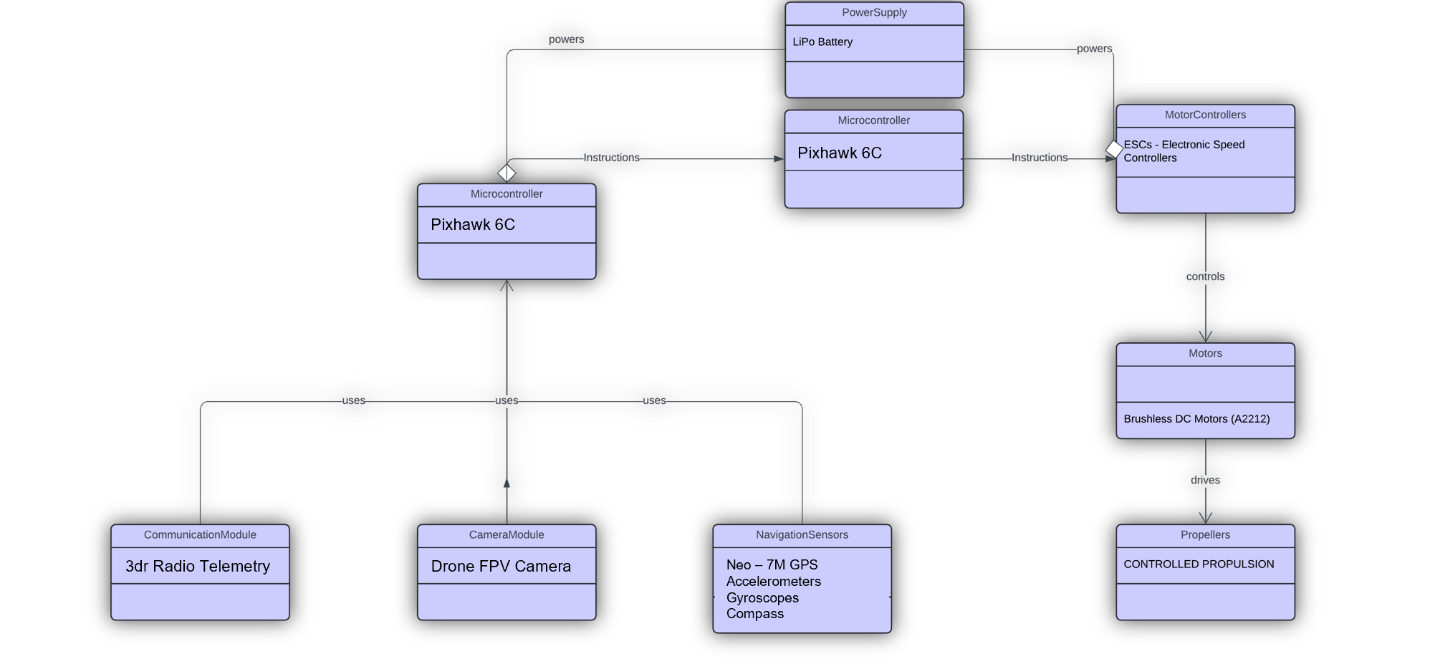 PowerSupply
LiPo Battery
powers
powers
Microcontroller
Pixhawk 6C
Instructions
Instructions
MotorControllers
ESCs - Electronic Speed
Controllers
Microcontroller
Pixhawk 6C
controls
Motors
Brushless DC Motors (A2212)
uses
uses
uses
drives
CommunicationModule
3dr Radio Telemetry
CameraModule
Drone FPV Camera
NavigationSensors
Neo – 7M GPS
Accelerometers
Gyroscopes
Compass
Propellers
CONTROLLED PROPULSION